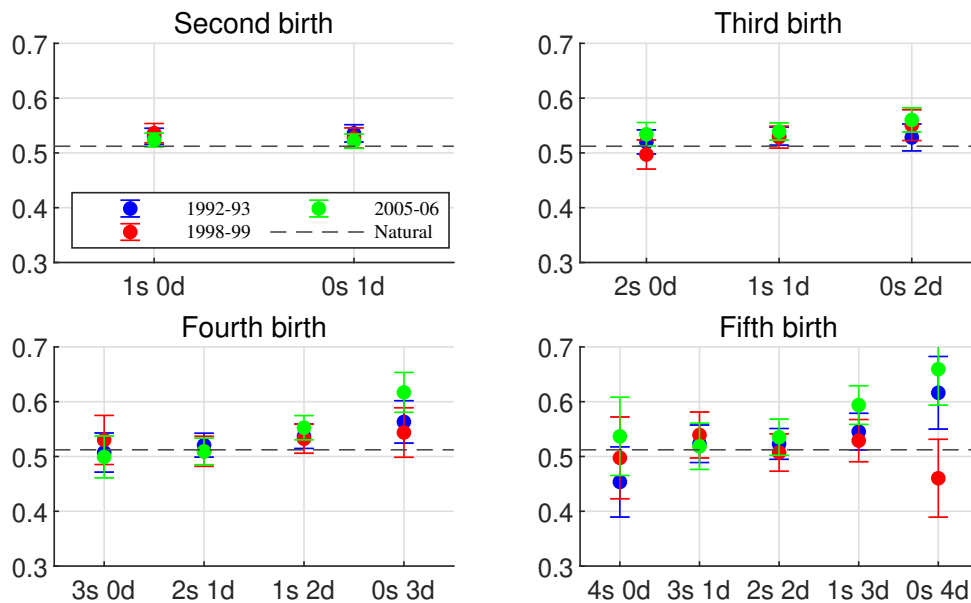 Second birth
0.7
0.6
0.5
0.4
0.3
1s 0d
0s 1d
1992-93
1998-99
2005-06
Natural
Third birth
0.7
0.6
0.5
0.4
0.3
2s 0d
1s 1d
0s 2d
Fourth birth
0.7
0.6
0.5
0.4
0.3
3s 0d
2s 1d
1s 2d
0s 3d
Fifth birth
0.7
0.6
0.5
0.4
0.3
4s 0d
3s 1d
2s 2d
1s 3d
0s 4d